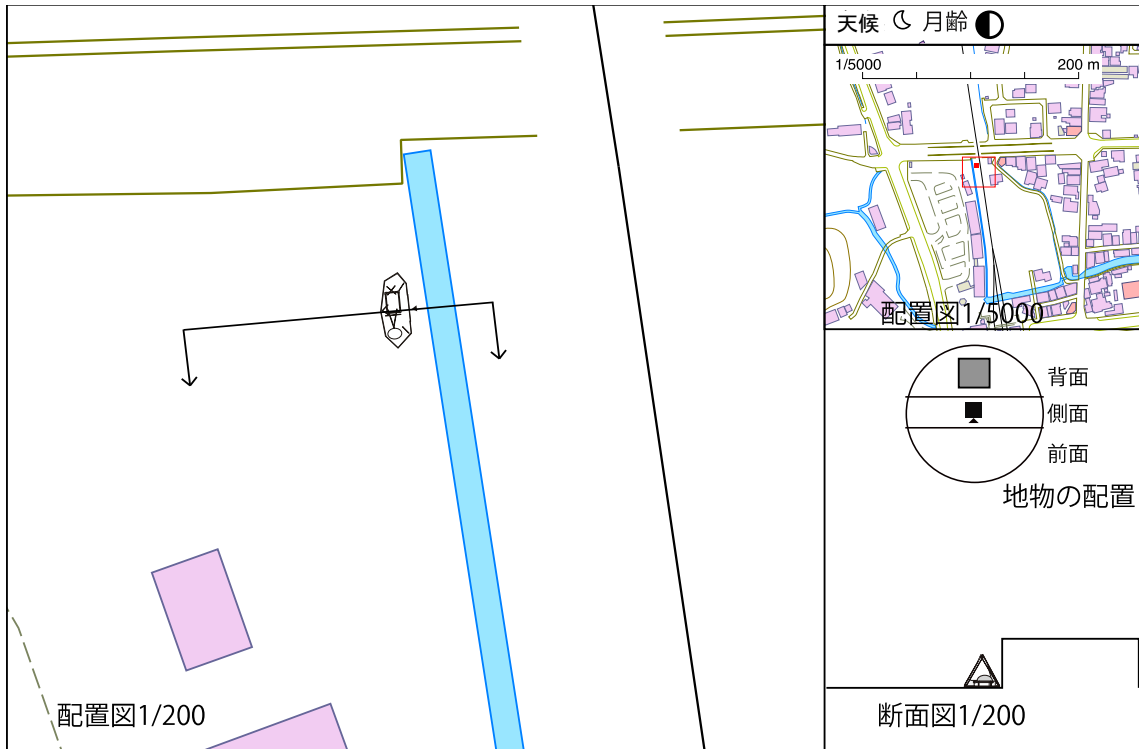 天候 月齢
1/5000 200 m
配置図1/5000
背面
側面
前面
地物の配置
配置図1/200
断面図1/200